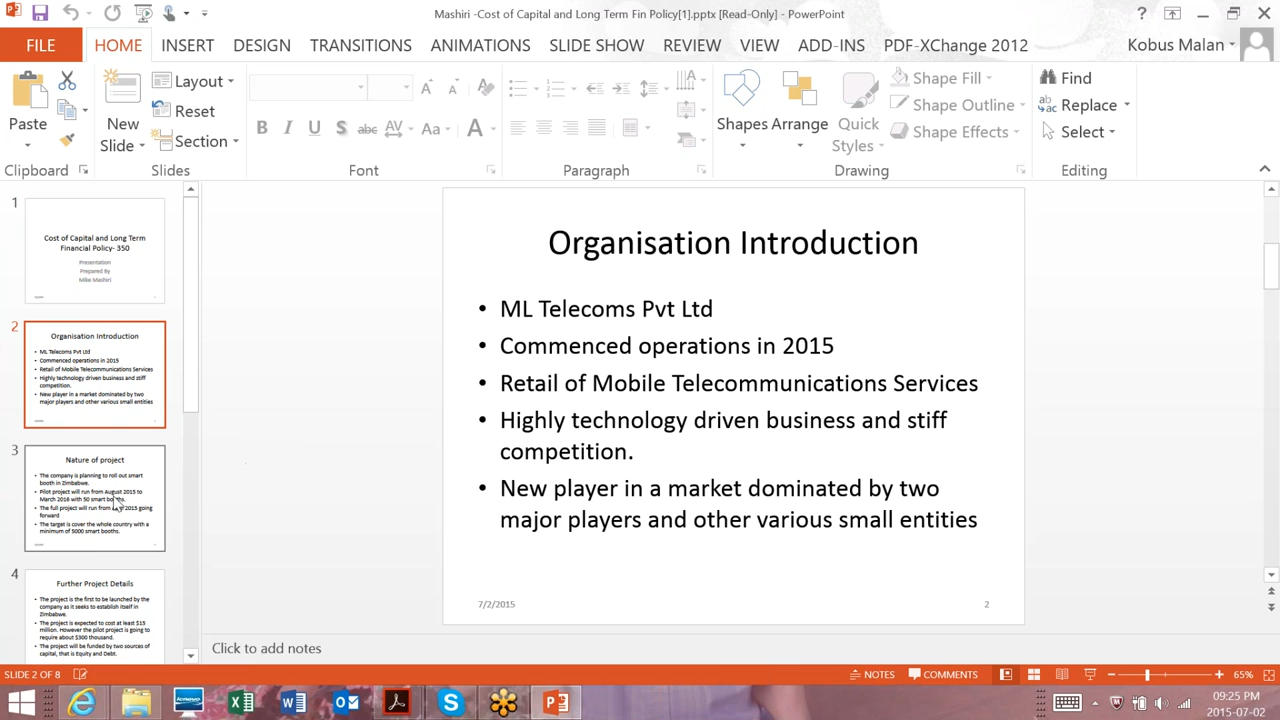 Mashiri -Cost of Capital and Long Term Fin Policy[1].pptx [Read-Only] - PowerPoint
FILE HOME INSERT DESIGN TRANSITIONS ANIMATIONS SLIDE SHOW REVIEW VIEW ADD-INS PDF-XChange 2012 Kobus Malan
Paste
Clipboard
New
Slide
Layout
Reset
Section
Slides
Font
Paragraph
Shapes Arrange Quick
Styles
Shape Fill
Shape Outline
Shape Effects
Drawing
Find
Replace
Select
Editing
1
Cost of Capital and Long Term
Financial Policy- 350
Presentation
Prepared By
Mike Mashiri
2
Organisation Introduction
• ML Telecoms Pvt Ltd
• Commenced operations in 2015
• Retail of Mobile Telecommunications Services
• Highly technology driven business and stiff
competition.
• New player in a market dominated by two
major players and other various small entities
3
Nature of project
• The company is planning to roll out smart
booth in Zimbabwe.
• Pilot project will run from August 2015 to
March 2016 with 50 smart booths.
• The full project will run from 2015 going
forward
• The target is cover the whole country with a
minimum of 5000 smart booths.
4
Further Project Details
• The project is the first to be launched by the
company as it seeks to establish itself in
Zimbabwe.
• The project is expected to cost at least $15
million. However the pilot project is going to
require about $300 thousand.
• The project will be funded by two sources of
capital, that is Equity and Debt.
Organisation Introduction
• ML Telecoms Pvt Ltd
• Commenced operations in 2015
• Retail of Mobile Telecommunications Services
• Highly technology driven business and stiff
competition.
• New player in a market dominated by two
major players and other various small entities
7/2/2015 2
Click to add notes
SLIDE 2 OF 8 NOTES COMMENTS 65%
09:25 PM
2015-07-02